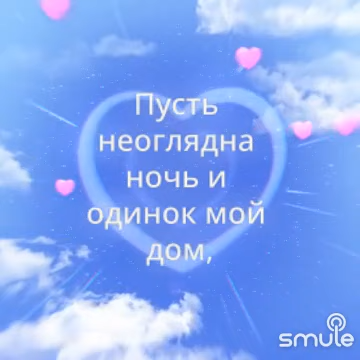 Пусть
неоглядна
ночь и
одинок мой
дом,
smule